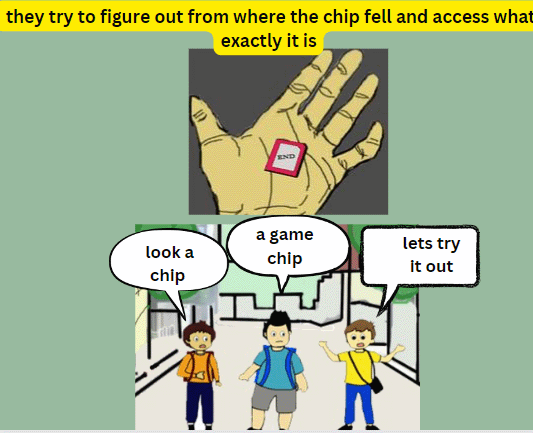 they try to figure out from where the chip fell and access what
exactly it is
END
look a
chip
a game
chip
lets try
it out